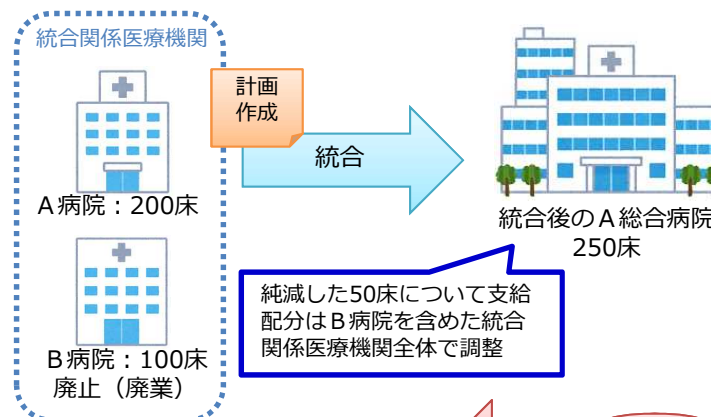 統合関係医療機関
計画
作成
統合
A病院:200床
B病院:100床
廃止（廃業）
統合後のA総合病院
250床
純減した50床について支給
配分はB病院を含めた統合
関係医療機関全体で調整